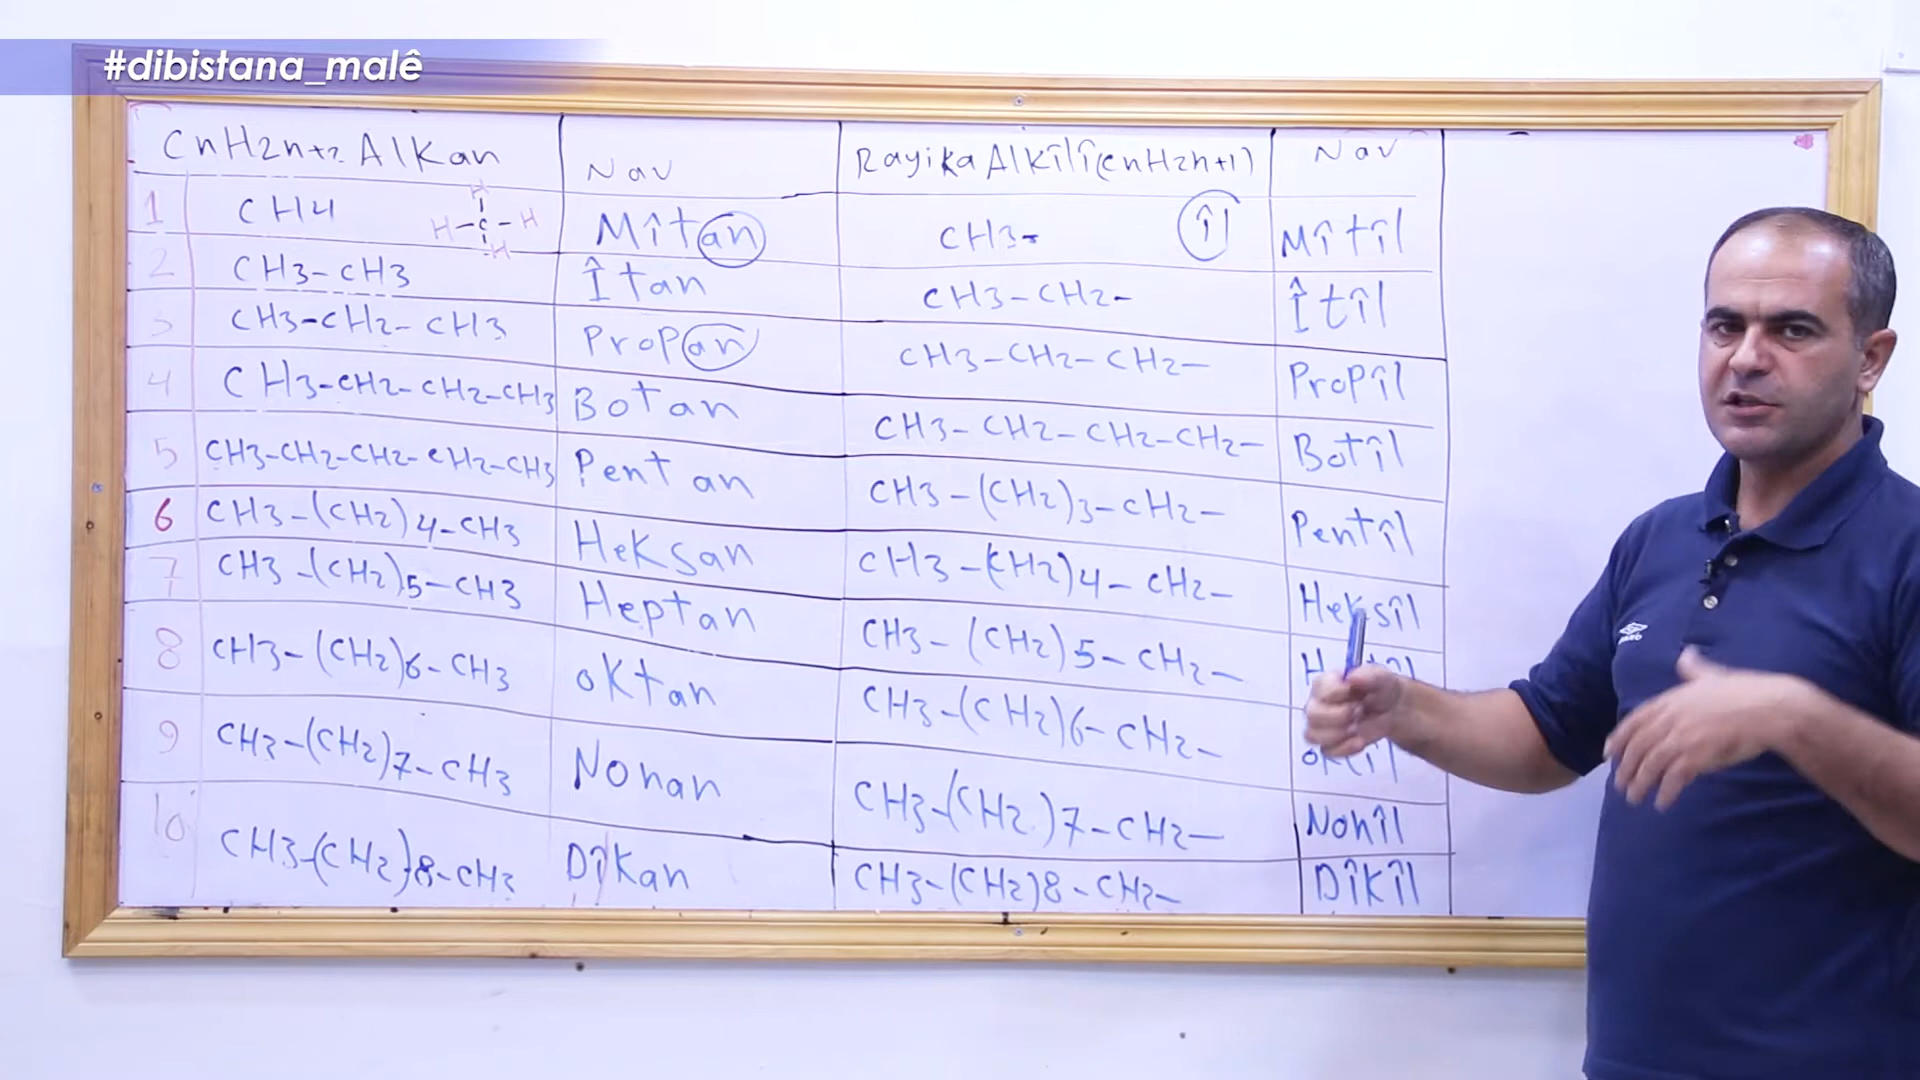 #dibistana_malê
CnH2n+2 Alkan Nav Rayika Alkîlî (CnH2n+1) Nav
1 CH4 H H-C-H H Mîtan CH3- îl Mîtîl
2 CH3-CH3 Îtan CH3-CH2- Îtîl
3 CH3-CH2-CH3 Propan CH3-CH2-CH2- Propîl
4 CH3-CH2-CH2-CH3 Botan CH3-CH2-CH2-CH2- Botîl
5 CH3-CH2-CH2-CH2-CH3 Pentan CH3-(CH2)3-CH2- Pentîl
6 CH3-(CH2)4-CH3 Heksan CH3-(CH2)4-CH2- Heksîl
7 CH3-(CH2)5-CH3 Heptan CH3-(CH2)5-CH2-
8 CH3-(CH2)6-CH3 oktan CH3-(CH2)6-CH2- oktîl
9 CH3-(CH2)7-CH3 Nonan CH3-(CH2)7-CH2- Nonîl
10 CH3-(CH2)8-CH3 Dîkan CH3-(CH2)8-CH2- Dîkîl
umbro